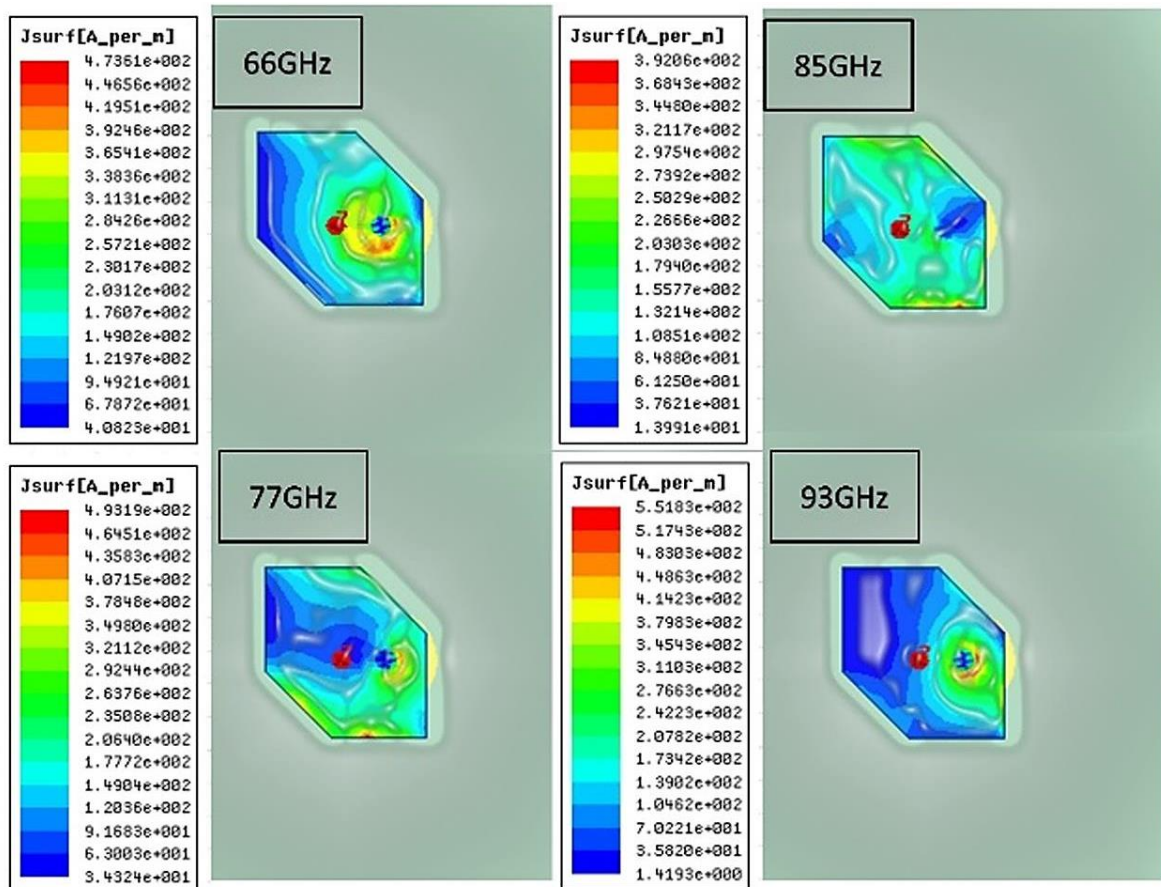 Jsurf[A_per_m]
4.7361e+002
4.4656e+002
4.1951e+002
3.9246e+002
3.6541e+002
3.3836e+002
3.1131e+002
2.8426e+002
2.5721e+002
2.3017e+002
2.0312e+002
1.7607e+002
1.4902e+002
1.2197e+002
9.4921e+001
6.7872e+001
4.0823e+001
66GHz
Jsurf[A_per_m]
3.9206e+002
3.6843e+002
3.4480e+002
3.2117e+002
2.9754e+002
2.7392e+002
2.5029e+002
2.2666e+002
2.0303e+002
1.7940e+002
1.5577e+002
1.3214e+002
1.0851e+002
8.4880e+001
6.1250e+001
3.7621e+001
1.3991e+001
85GHz
Jsurf[A_per_m]
4.9319e+002
4.6451e+002
4.3583e+002
4.0715e+002
3.7848e+002
3.4980e+002
3.2112e+002
2.9244e+002
2.6376e+002
2.3508e+002
2.0640e+002
1.7772e+002
1.4904e+002
1.2036e+002
9.1683e+001
6.3003e+001
3.4324e+001
77GHz
Jsurf[A_per_m]
5.5183e+002
5.1743e+002
4.8303e+002
4.4863e+002
4.1423e+002
3.7983e+002
3.4543e+002
3.1103e+002
2.7663e+002
2.4223e+002
2.0782e+002
1.7342e+002
1.3902e+002
1.0462e+002
7.0221e+001
3.5820e+001
1.4193e+000
93GHz